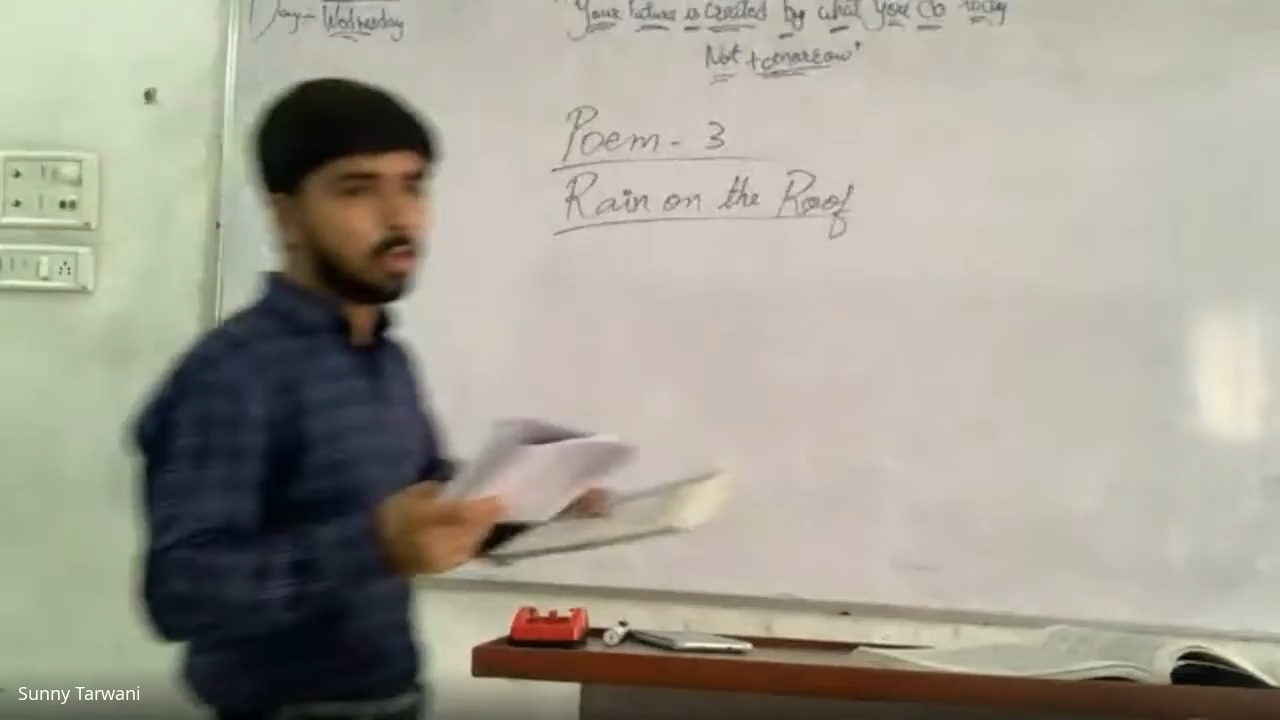 Day - Wednesday
"Your Future is Created by what You Do Today
Not tomorrow"
Poem - 3
Rain on the Roof
Sunny Tarwani